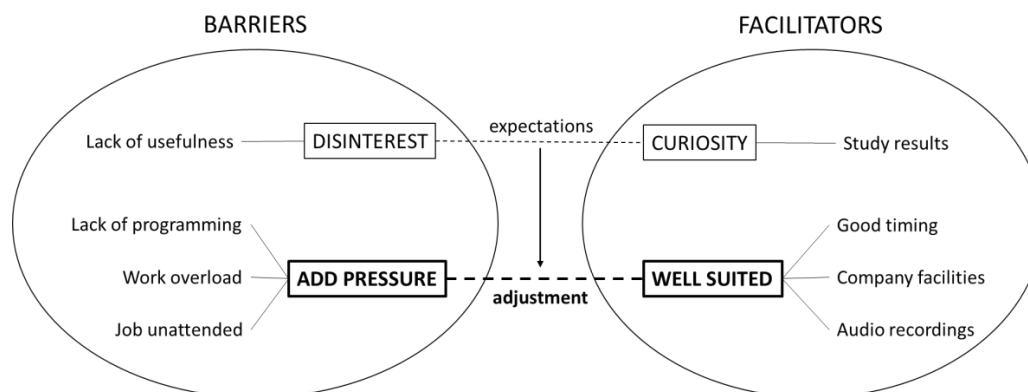 BARRIERS
FACILITATORS
Lack of usefulness
DISINTEREST
expectations
CURIOSITY
Study results
Lack of programming
Work overload
Job unattended
ADD PRESSURE
adjustment
WELL SUITED
Good timing
Company facilities
Audio recordings